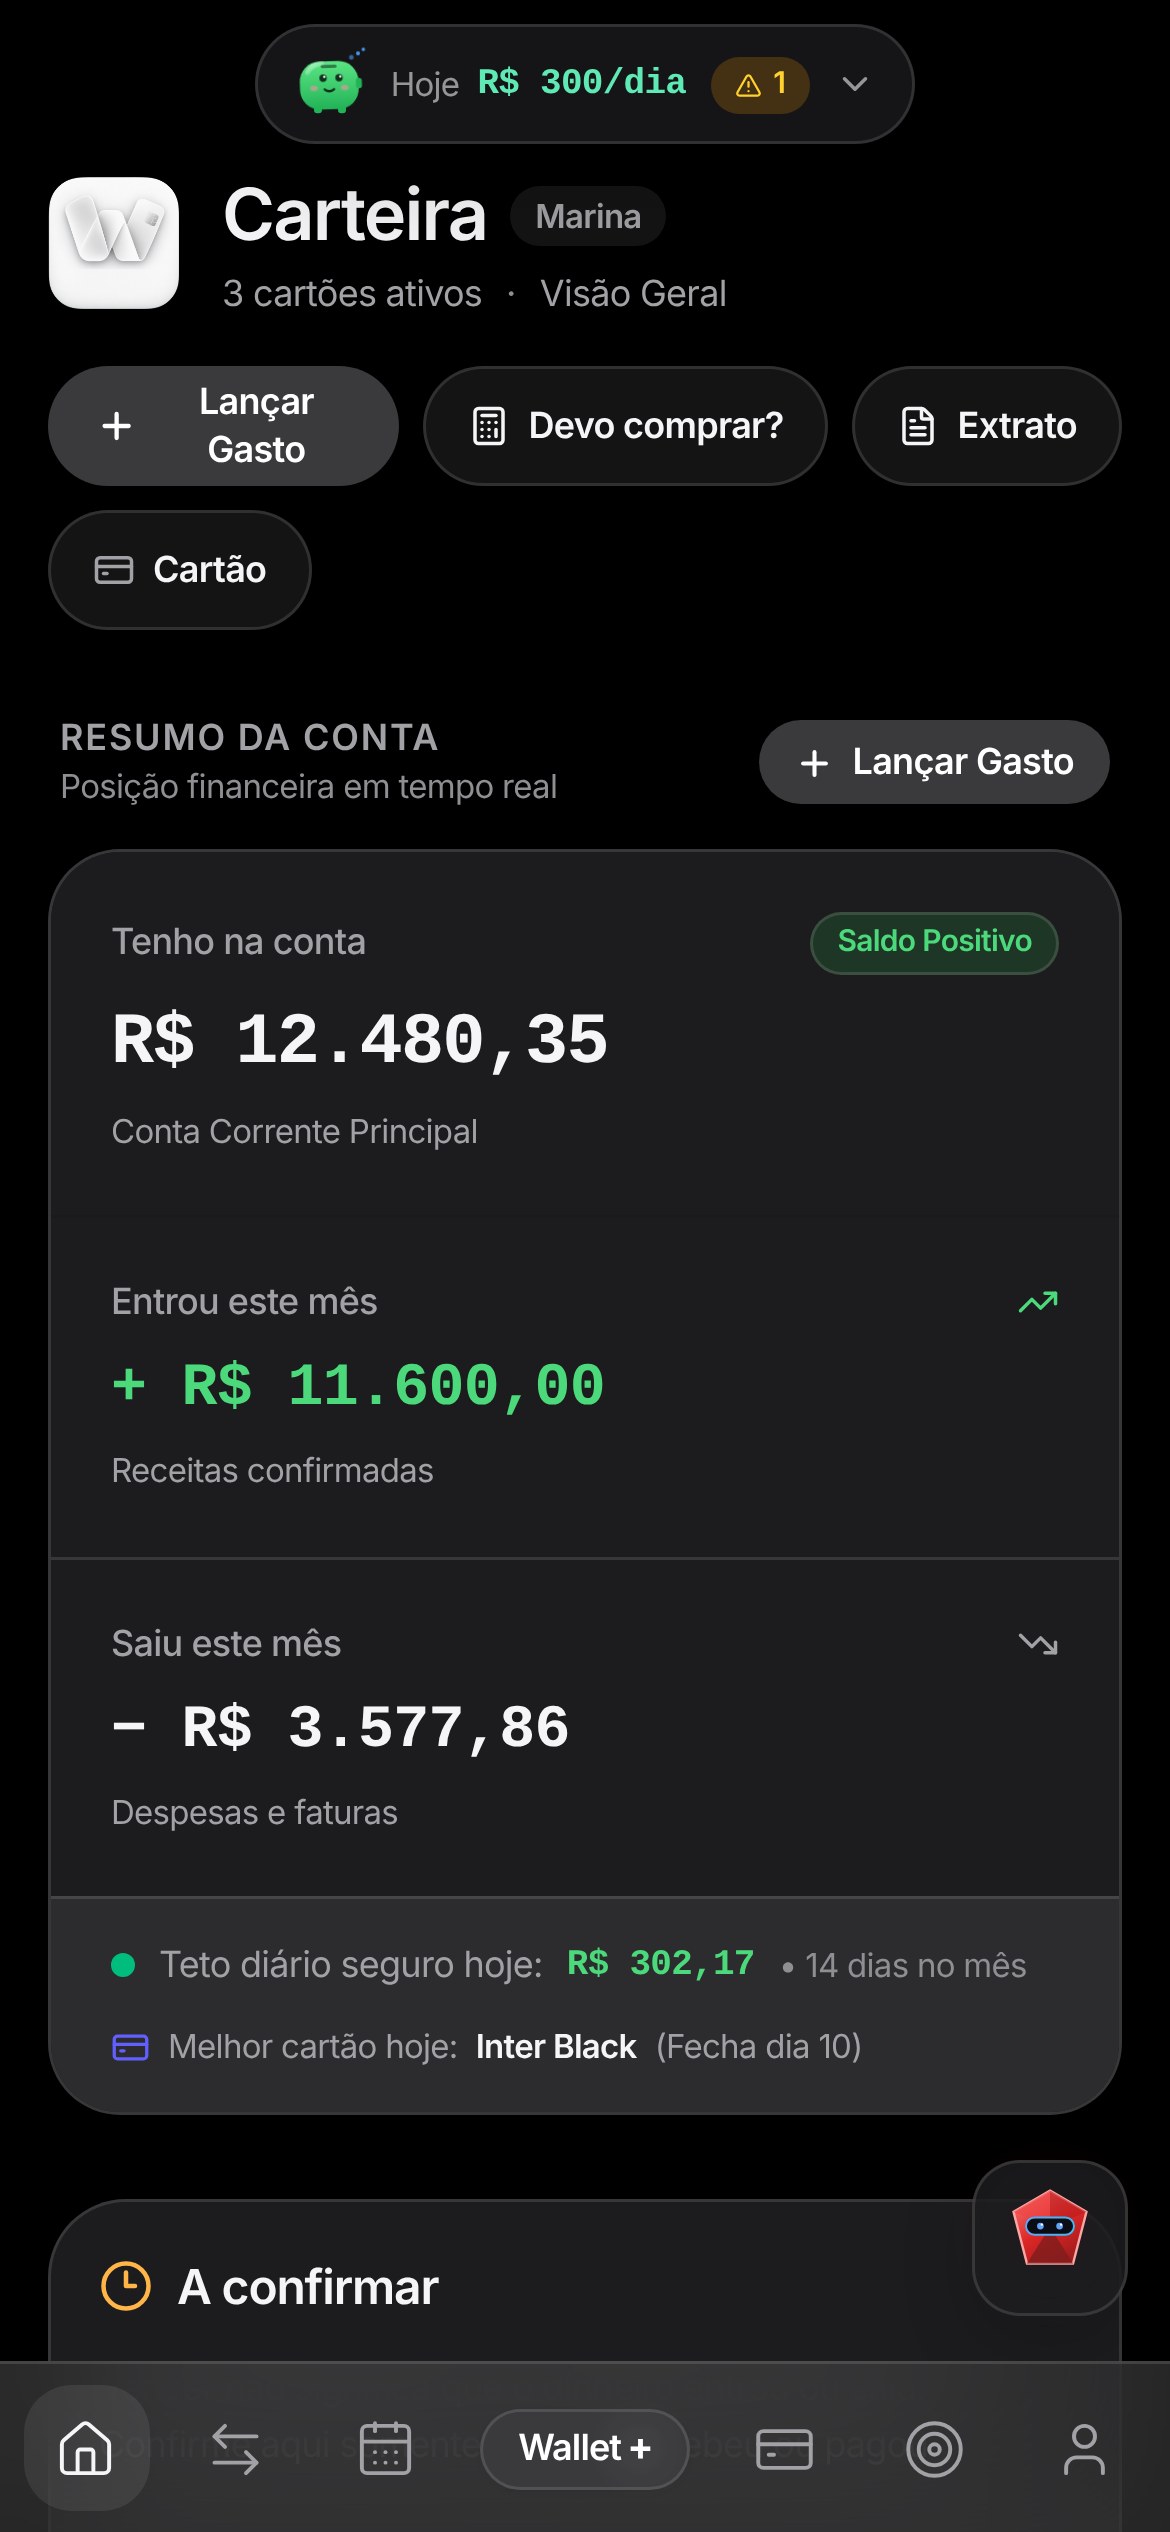 Hoje R$ 300/dia 1
Carteira Marina
3 cartões ativos · Visão Geral
Lançar
Gasto
Devo comprar?
Extrato
Cartão
RESUMO DA CONTA
Posição financeira em tempo real
+ Lançar Gasto
Tenho na conta
Saldo Positivo
R$ 12.480,35
Conta Corrente Principal
Entrou este mês
+ R$ 11.600,00
Receitas confirmadas
Saiu este mês
− R$ 3.577,86
Despesas e faturas
Teto diário seguro hoje: R$ 302,17 • 14 dias no mês
Melhor cartão hoje: Inter Black (Fecha dia 10)
A confirmar
Confirme aqui
Wallet +